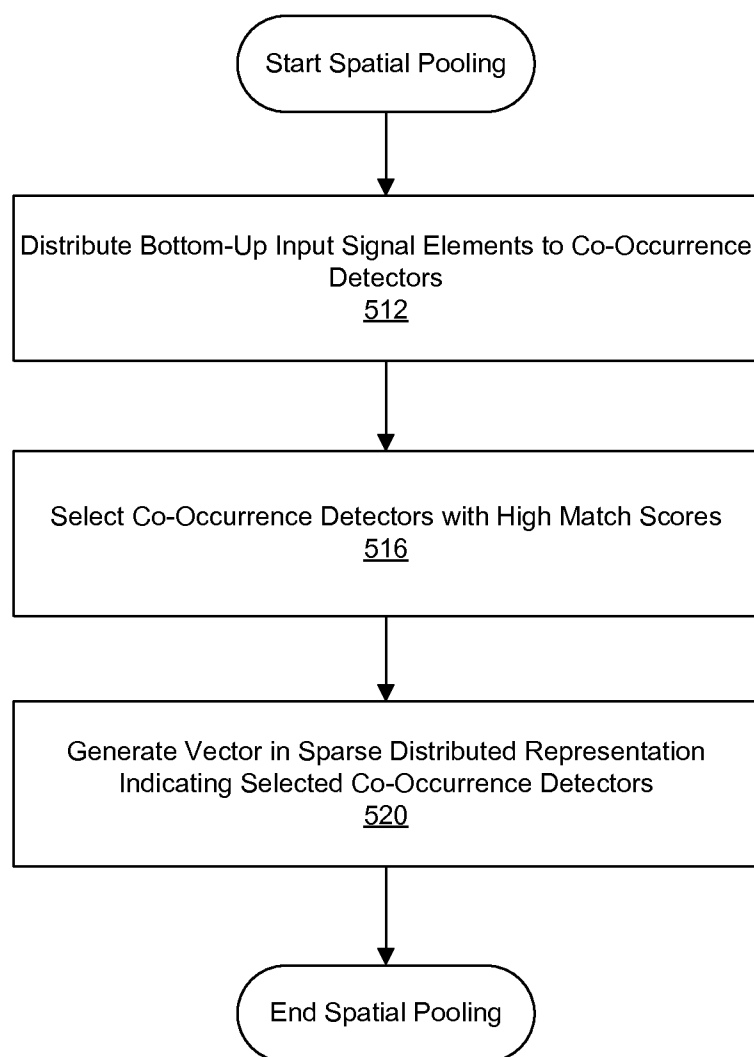 Start Spatial Pooling
Distribute Bottom-Up Input Signal Elements to Co-Occurrence
Detectors
512
Select Co-Occurrence Detectors with High Match Scores
516
Generate Vector in Sparse Distributed Representation
Indicating Selected Co-Occurrence Detectors
520
End Spatial Pooling